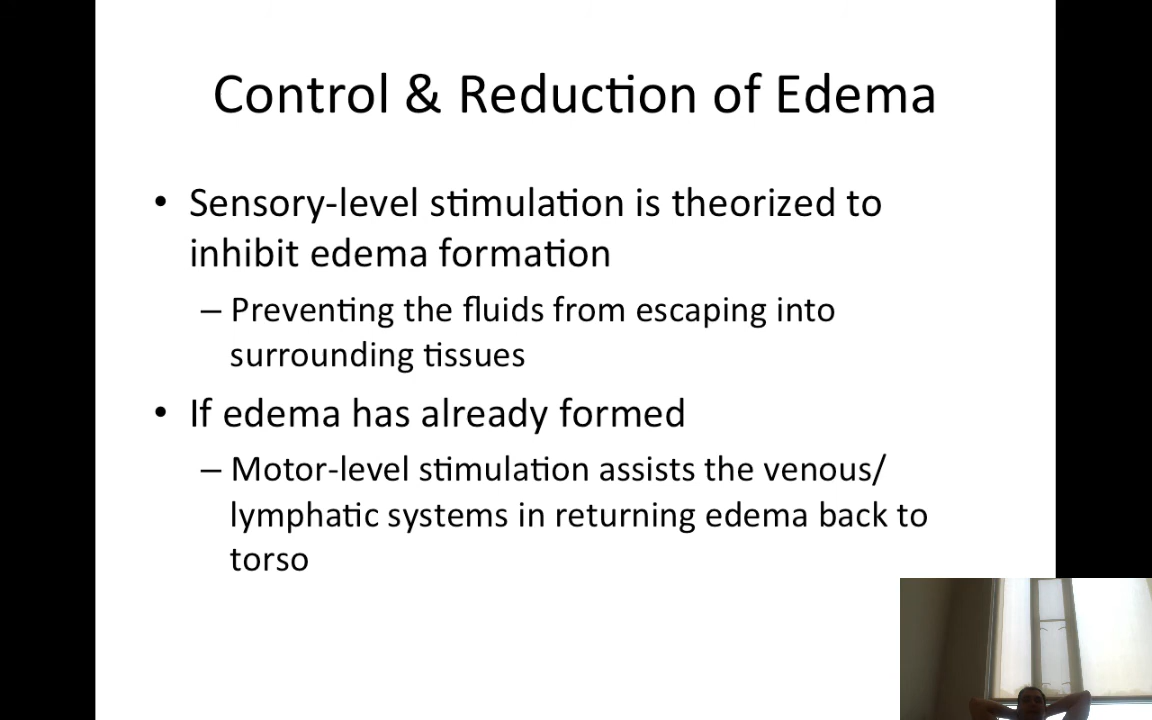 Control & Reduction of Edema
• Sensory-level stimulation is theorized to
inhibit edema formation
– Preventing the fluids from escaping into
surrounding tissues
• If edema has already formed
– Motor-level stimulation assists the venous/
lymphatic systems in returning edema back to
torso